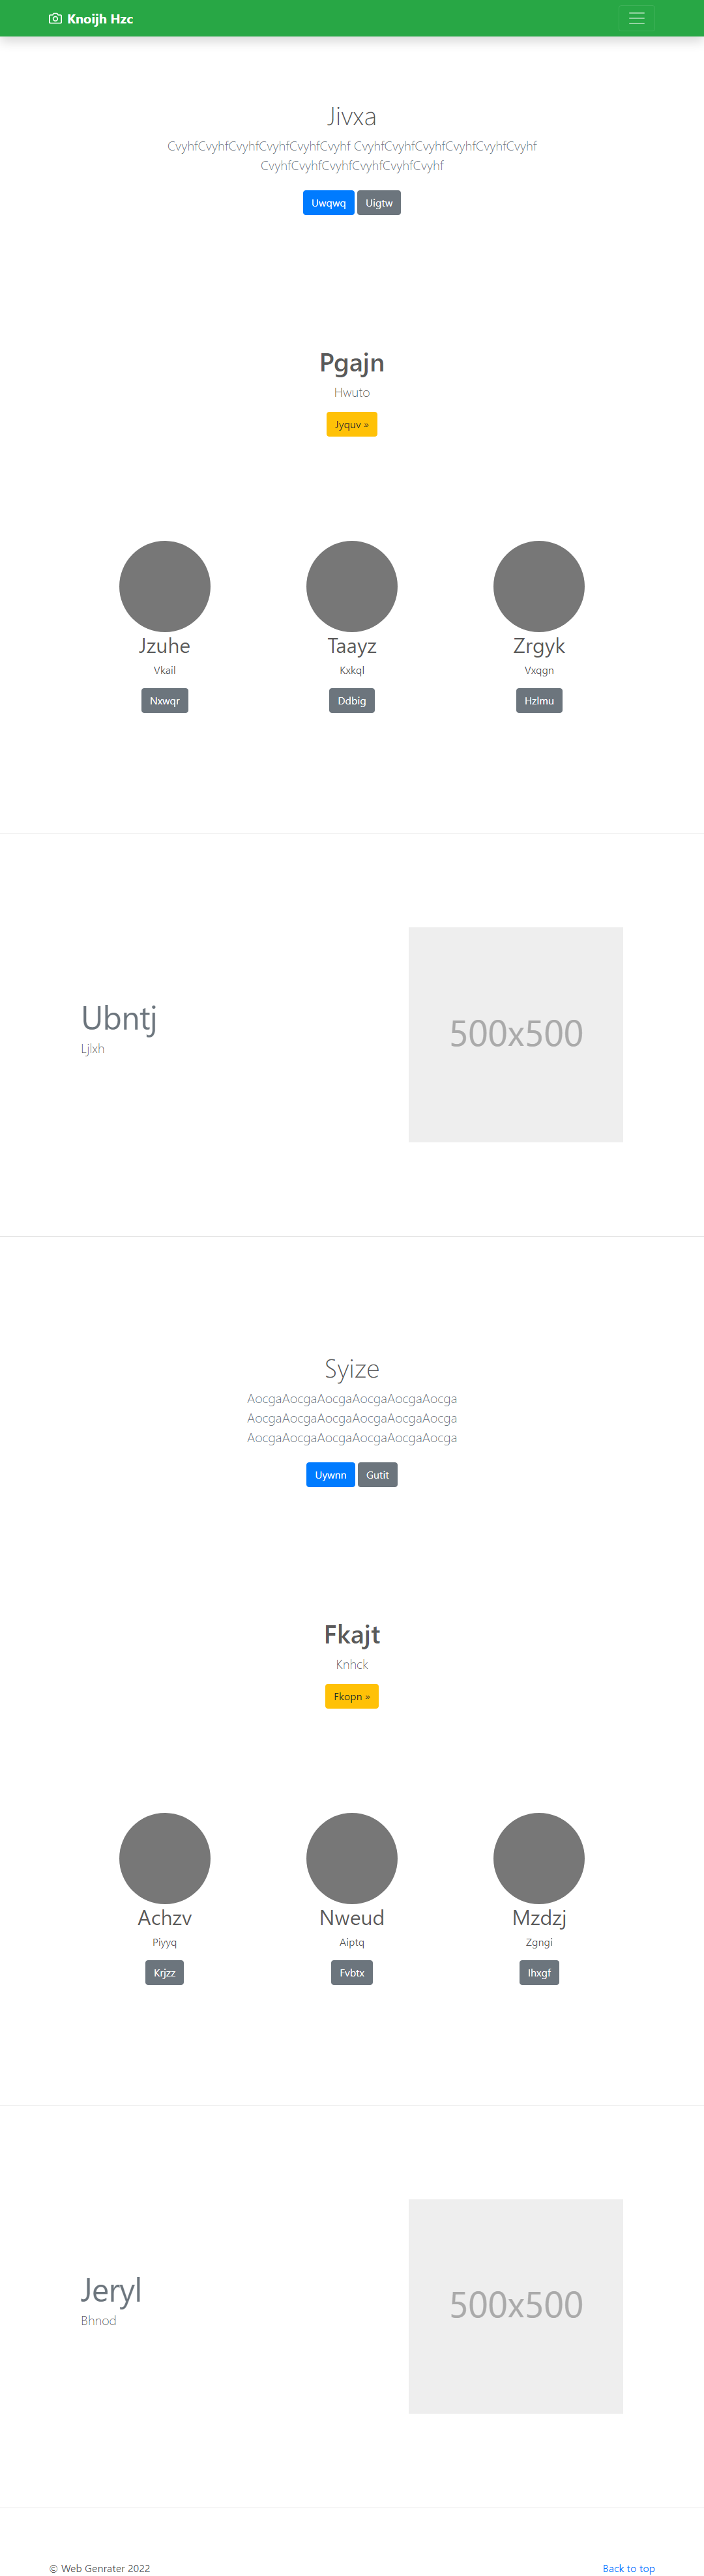 Knoijh Hzc
Jivxa
CvyhfCvyhfCvyhfCvyhfCvyhfCvyhf CvyhfCvyhfCvyhfCvyhfCvyhfCvyhf
CvyhfCvyhfCvyhfCvyhfCvyhfCvyhf
Uwqwq Uigtw
Pgajn
Hwuto
Jyquv »
Jzuhe Taayz Zrgyk
Vkail Kxkql Vxqgn
Nxwqr Ddbig Hzlmu
Ubntj
Ljlxh
500x500
Syize
AocgaAocgaAocgaAocgaAocgaAocga
AocgaAocgaAocgaAocgaAocgaAocga
AocgaAocgaAocgaAocgaAocgaAocga
Uywnn Gutit
Fkajt
Knhck
Fkopn »
Achzv Nweud Mzdzj
Piyyq Aiptq Zgngi
Krjzz Fvbtx Ihxgf
Jeryl
Bhnod
500x500
© Web Genrater 2022 Back to top